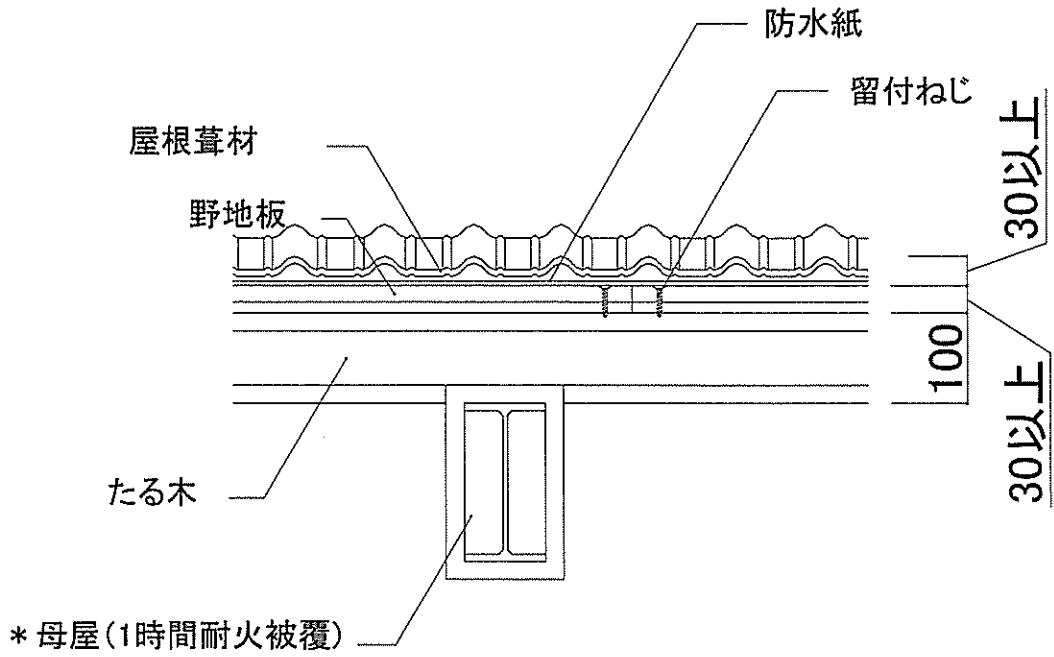 防水紙
留付ねじ
屋根葺材
野地板
30以上
100
30以上
たる木
*母屋(1時間耐火被覆)